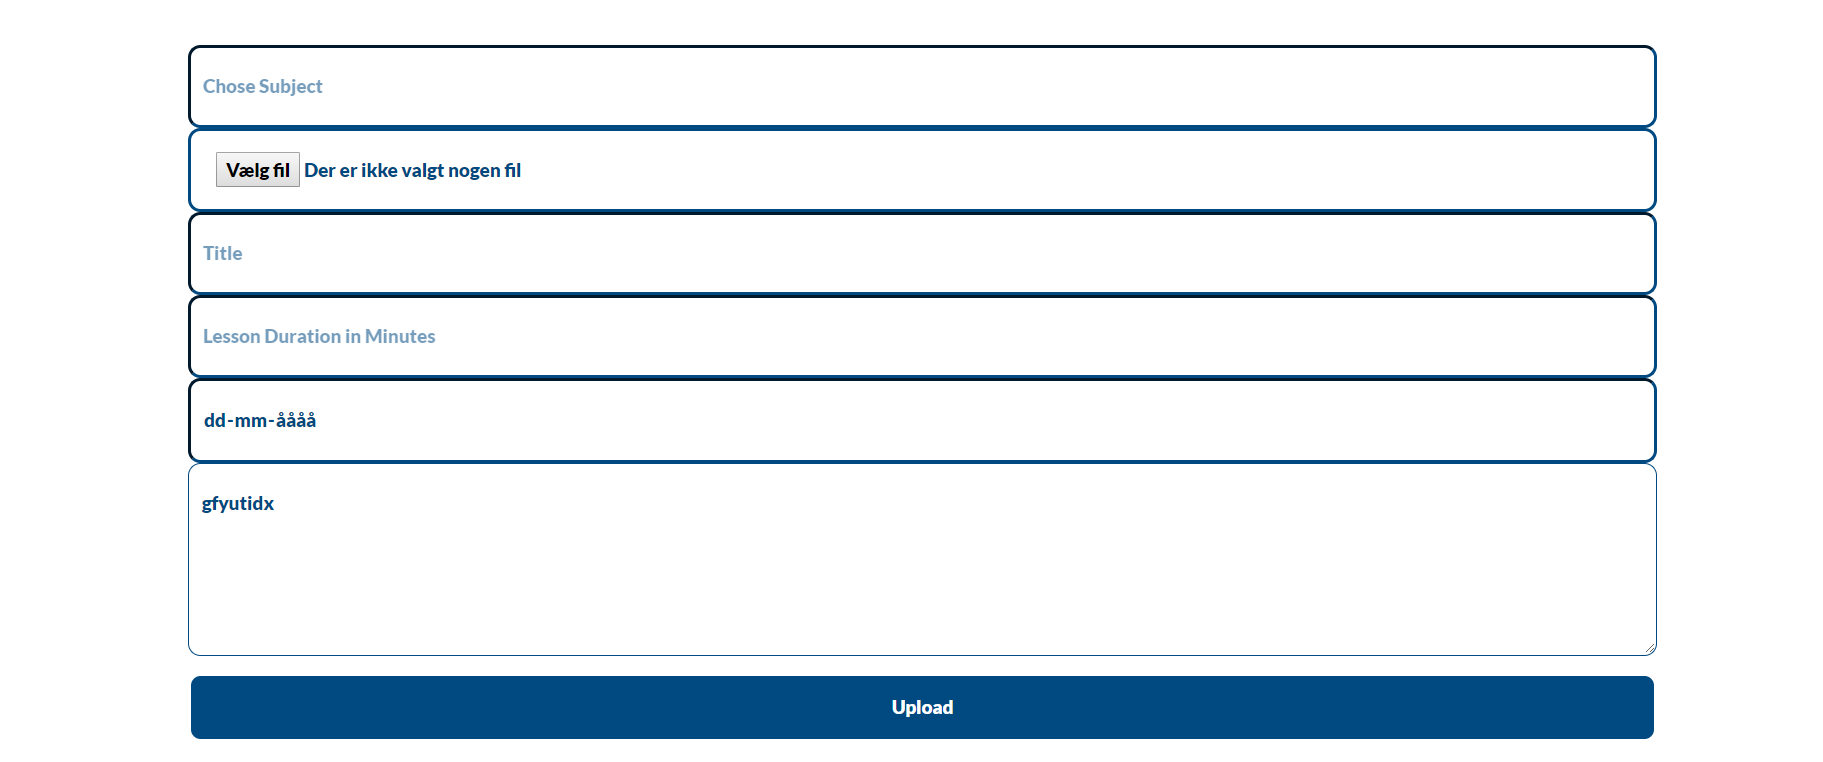 Chose Subject
Vælg fil Der er ikke valgt nogen fil
Title
Lesson Duration in Minutes
dd-mm-åååå
gfyutidx
Upload